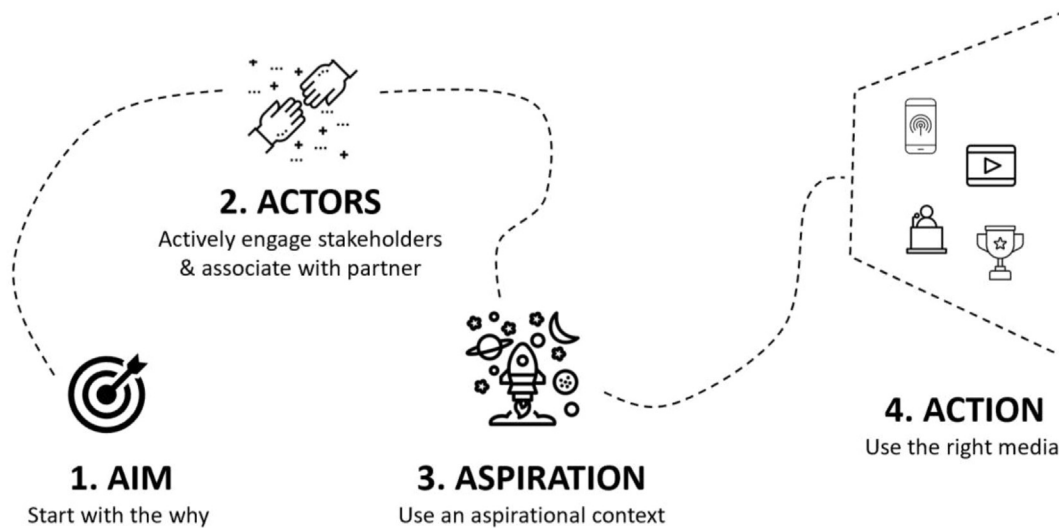 1. AIM
Start with the why
2. ACTORS
Actively engage stakeholders
& associate with partner
3. ASPIRATION
Use an aspirational context
4. ACTION
Use the right media